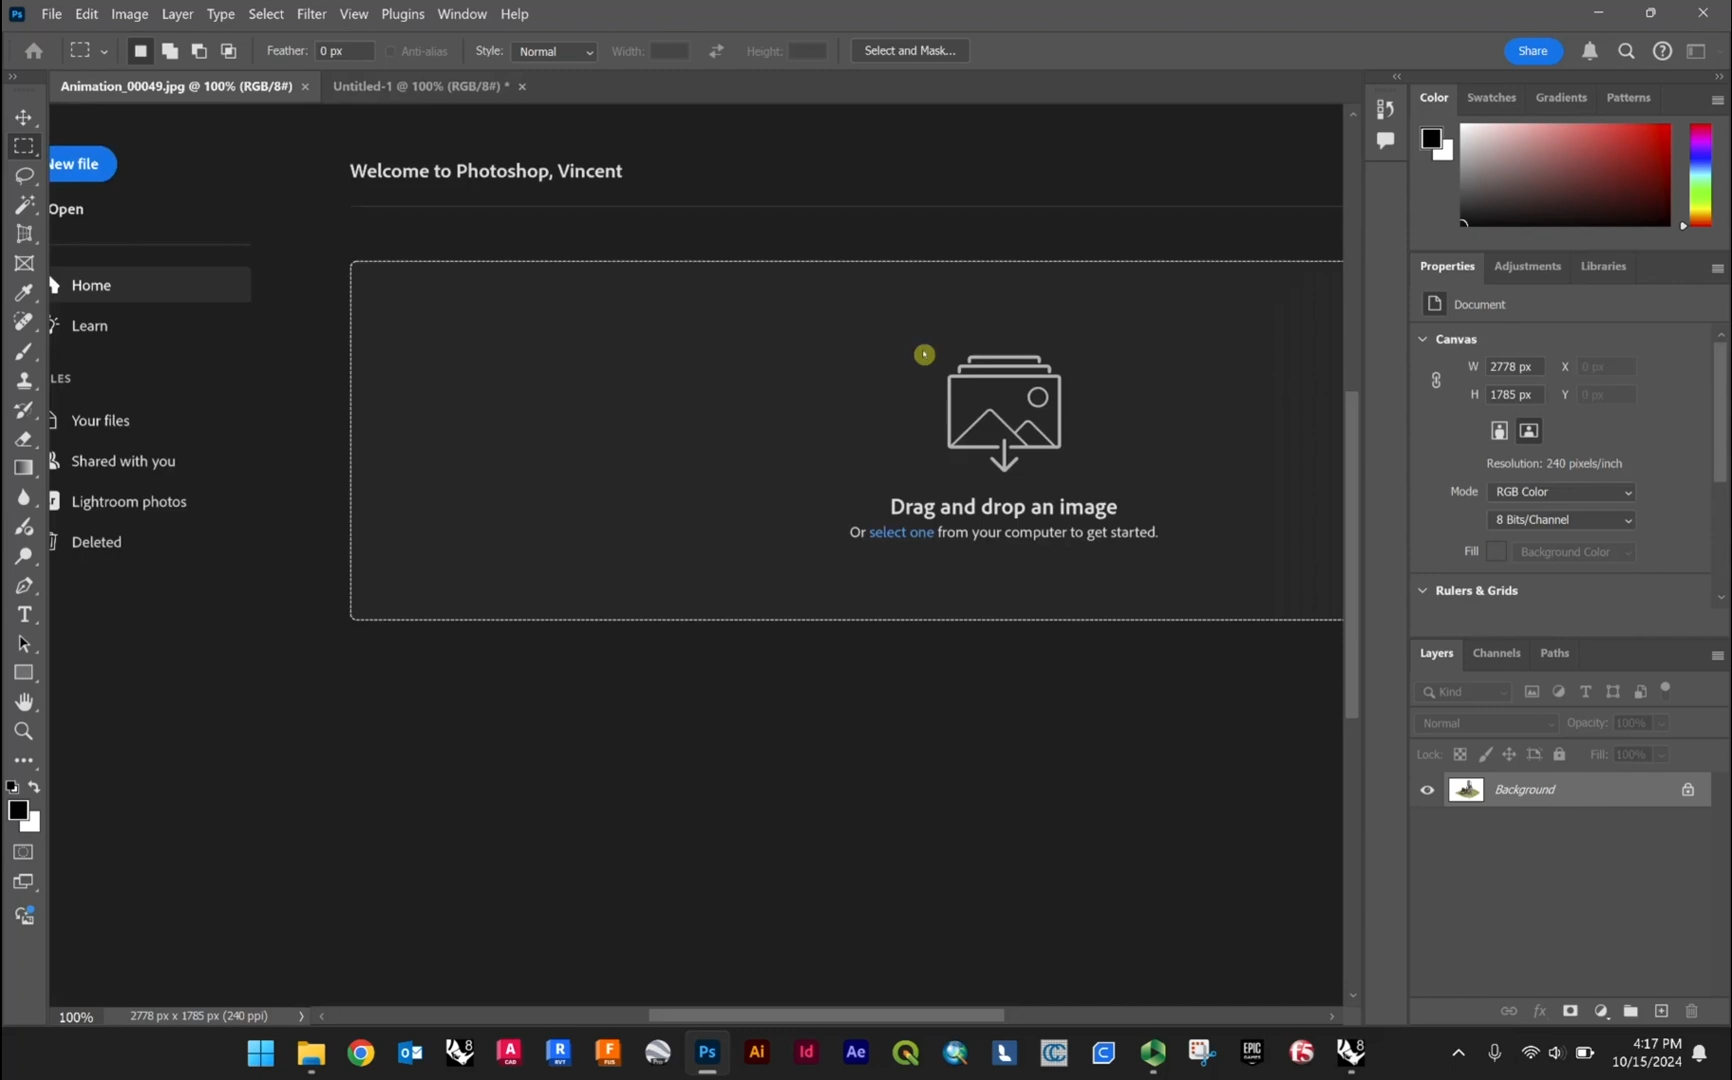 Ps File Edit Image Layer Type Select Filter View Plugins Window Help
Feather: 0 px Anti-alias Style: Normal Width: Height: Select and Mask... Share
Animation_00049.jpg @ 100% (RGB/8#) × Untitled-1 @ 100% (RGB/8#) * ×
New file
Open
Home
Learn
LES
Your files
Shared with you
Lightroom photos
Deleted
Welcome to Photoshop, Vincent
Drag and drop an image
Or select one from your computer to get started.
Color Swatches Gradients Patterns
Properties Adjustments Libraries
Document
Canvas
W 2778 px X 0 px
H 1785 px Y 0 px
Resolution: 240 pixels/inch
Mode RGB Color
8 Bits/Channel
Fill Background Color
Rulers & Grids
Layers Channels Paths
Kind
Normal Opacity: 100%
Lock: Fill: 100%
Background
100% 2778 px x 1785 px (240 ppi)
4:17 PM
10/15/2024